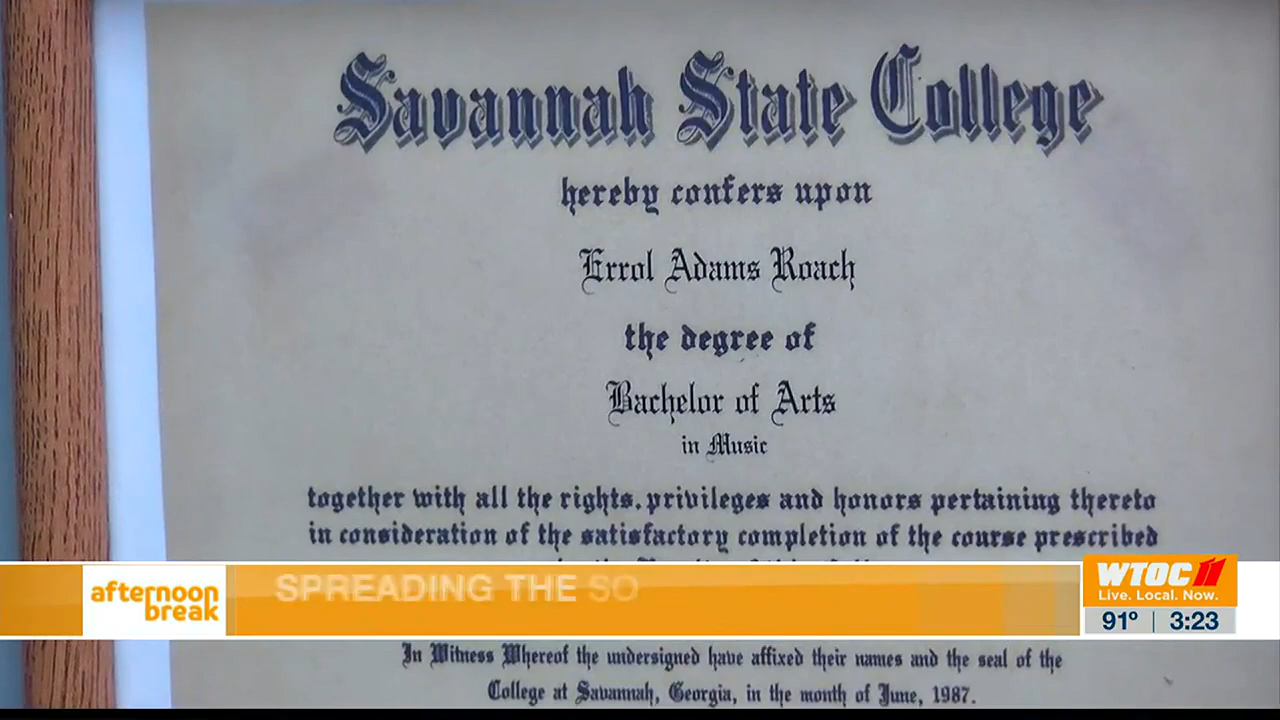 Savannah State College
hereby confers upon
Errol Adams Roach
the degree of
Bachelor of Arts
in Music
together with all the rights, privileges and honors pertaining thereto
in consideration of the satisfactory completion of the course prescribed
afternoon
break
SPREADING THE SO
WTOC 11
Live. Local. Now.
91° | 3:23
In Witness Whereof the undersigned have affixed their names and the seal of the
College at Savannah, Georgia, in the month of June, 1987.